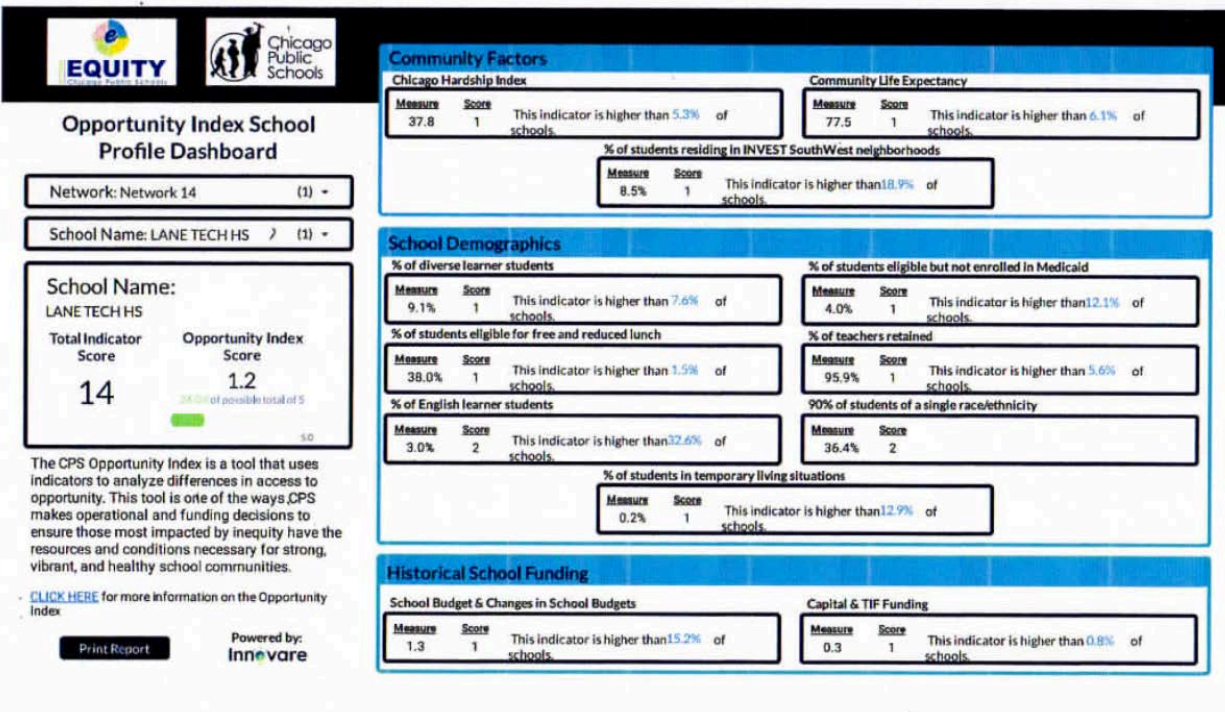 EQUITY
Chicago Public Schools
Chicago
Public
Schools
Opportunity Index School
Profile Dashboard
Network: Network 14 (1)
School Name: LANE TECH HS (1)
School Name:
LANE TECH HS
Total Indicator
Score
14
Opportunity Index
Score
1.2
of possible total of 5
5.0
The CPS Opportunity Index is a tool that uses
indicators to analyze differences in access to
opportunity. This tool is one of the ways CPS
makes operational and funding decisions to
ensure those most impacted by inequity have the
resources and conditions necessary for strong,
vibrant, and healthy school communities.
CLICK HERE for more information on the Opportunity
Index
Print Report
Powered by:
Innovare
Community Factors
Chicago Hardship Index
Measure Score
37.8 1 This indicator is higher than 5.3% of
schools.
Community Life Expectancy
Measure Score
77.5 1 This indicator is higher than 6.1% of
schools.
% of students residing in INVEST SouthWest neighborhoods
Measure Score
8.5% 1 This indicator is higher than18.9% of
schools.
School Demographics
% of diverse learner students
Measure Score
9.1% 1 This indicator is higher than 7.6% of
schools.
% of students eligible but not enrolled in Medicaid
Measure Score
4.0% 1 This indicator is higher than12.1% of
schools.
% of students eligible for free and reduced lunch
Measure Score
38.0% 1 This indicator is higher than 1.5% of
schools.
% of teachers retained
Measure Score
95.9% 1 This indicator is higher than 5.6% of
schools.
% of English learner students
Measure Score
3.0% 2 This indicator is higher than32.6% of
schools.
90% of students of a single race/ethnicity
Measure Score
36.4% 2
% of students in temporary living situations
Measure Score
0.2% 1 This indicator is higher than12.9% of
schools.
Historical School Funding
School Budget & Changes in School Budgets
Measure Score
1.3 1 This indicator is higher than15.2% of
schools.
Capital & TIF Funding
Measure Score
0.3 1 This indicator is higher than 0.8% of
schools.